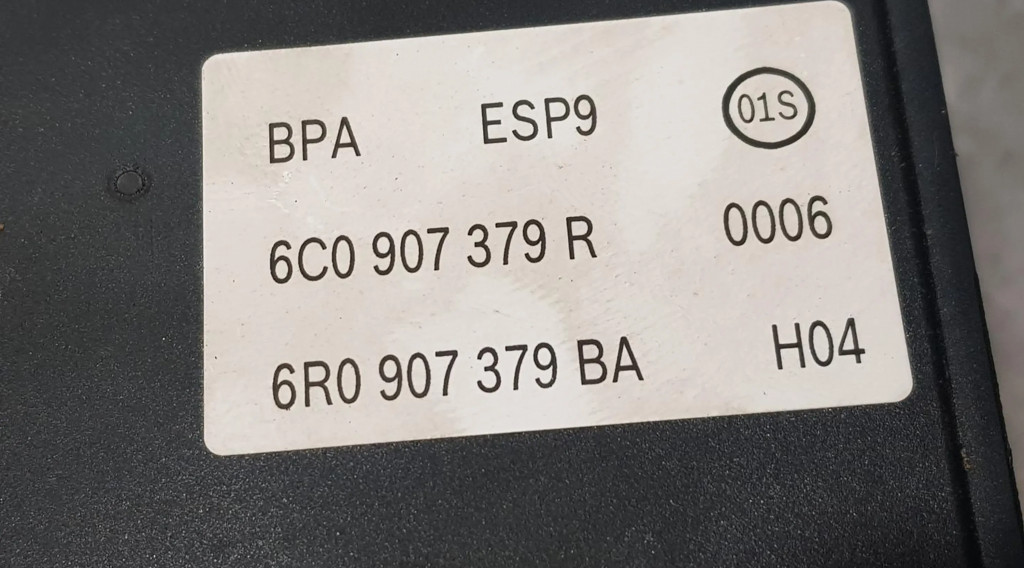 BPA ESP9 01S
6C0 907 379 R 0006
6R0 907 379 BA H04